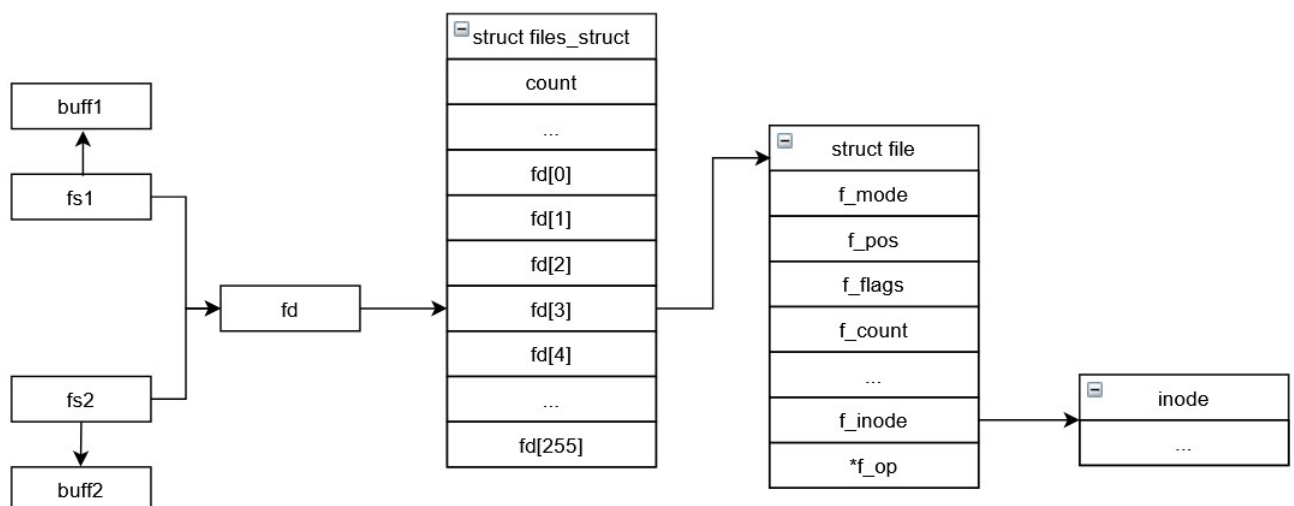 buff1
fs1
fs2
buff2
fd
struct files_struct
count
...
fd[0]
fd[1]
fd[2]
fd[3]
fd[4]
...
fd[255]
struct file
f_mode
f_pos
f_flags
f_count
...
f_inode
*f_op
inode
...